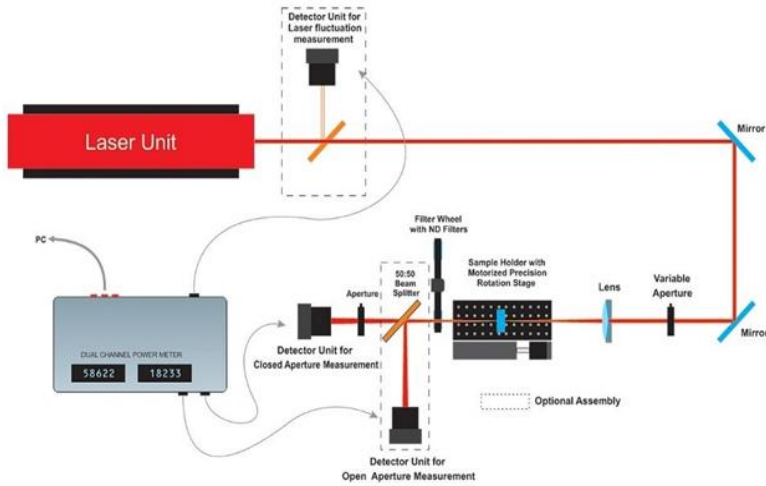 Detector Unit for
Laser fluctuation
measurement
Laser Unit
Mirror
Filter Wheel
with ND Filters
PC
50:50
Beam
Splitter
Sample Holder with
Motorized Precision
Rotation Stage
Lens
Variable
Aperture
Aperture
Mirror
Detector Unit for
Closed Aperture Measurement
DUAL CHANNEL POWER METER
58622
18233
Optional Assembly
Detector Unit for
Open Aperture Measurement